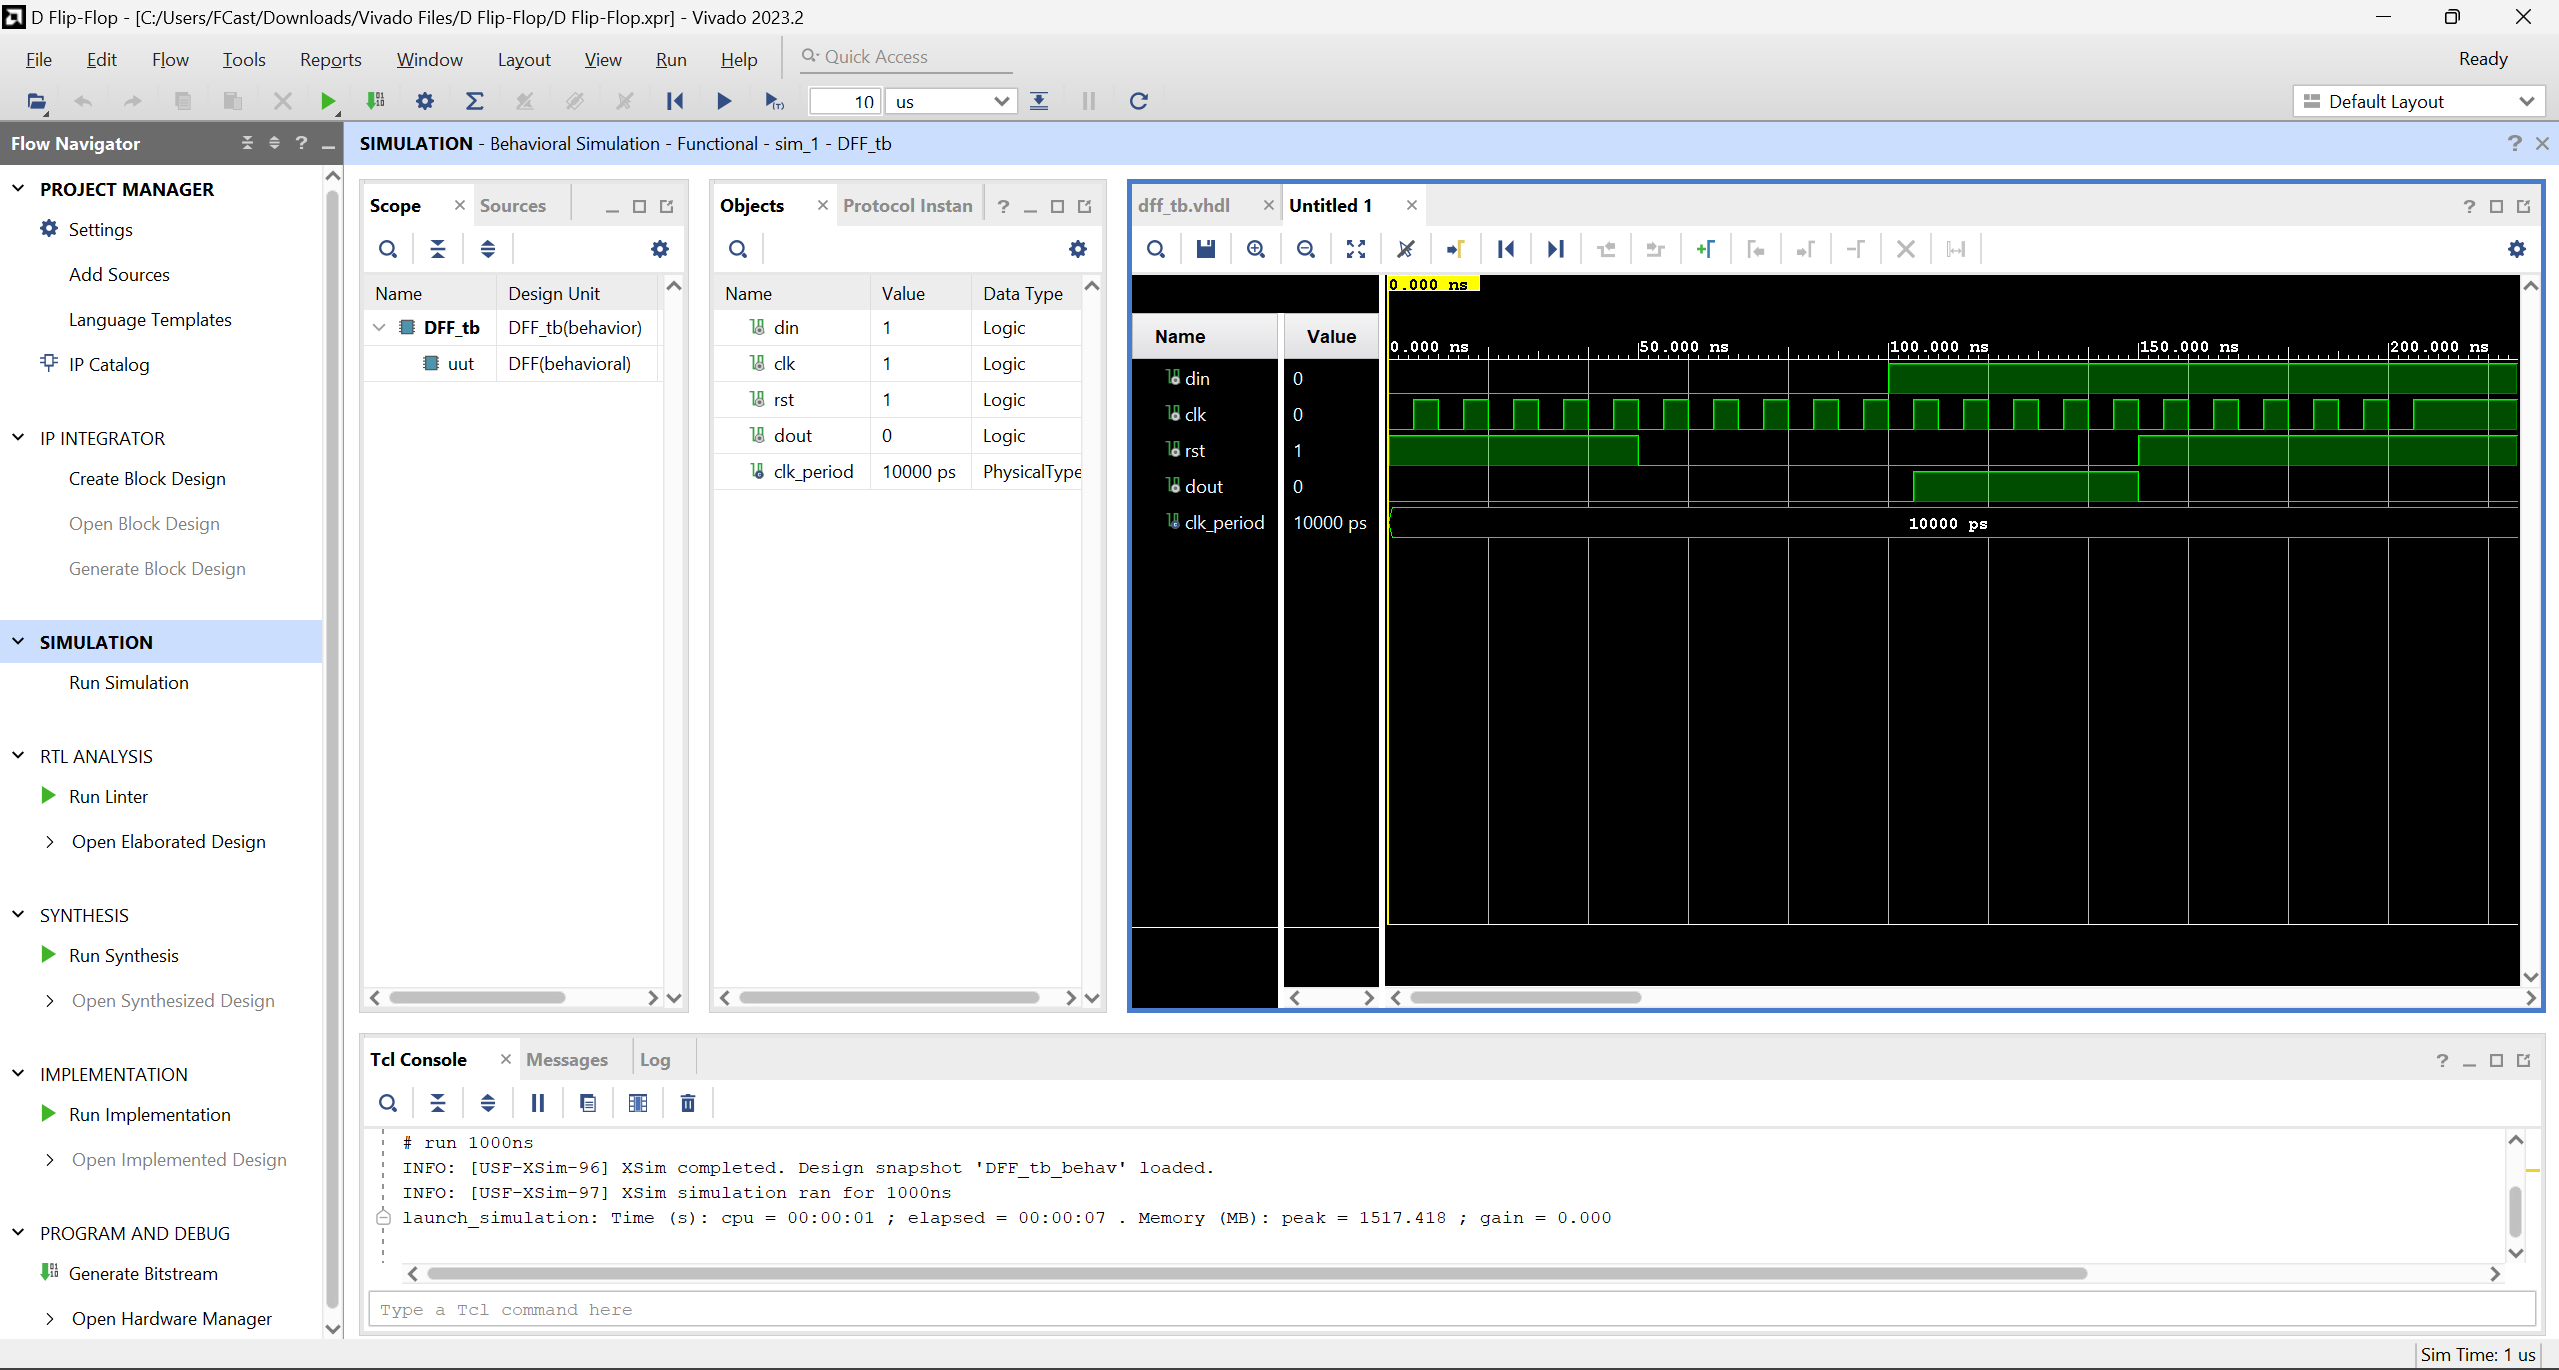 D Flip-Flop - [C:/Users/FCast/Downloads/Vivado Files/D Flip-Flop/D Flip-Flop.xpr] - Vivado 2023.2
File Edit Flow Tools Reports Window Layout View Run Help Quick Access Ready
10 us Default Layout
Flow Navigator
SIMULATION - Behavioral Simulation - Functional - sim_1 - DFF_tb
PROJECT MANAGER
Settings
Add Sources
Language Templates
IP Catalog
IP INTEGRATOR
Create Block Design
Open Block Design
Generate Block Design
SIMULATION
Run Simulation
RTL ANALYSIS
Run Linter
Open Elaborated Design
SYNTHESIS
Run Synthesis
Open Synthesized Design
IMPLEMENTATION
Run Implementation
Open Implemented Design
PROGRAM AND DEBUG
Generate Bitstream
Open Hardware Manager
Scope Sources
Name Design Unit
DFF_tb DFF_tb(behavior)
uut DFF(behavioral)
Objects Protocol Instan
Name Value Data Type
din 1 Logic
clk 1 Logic
rst 1 Logic
dout 0 Logic
clk_period 10000 ps PhysicalType
dff_tb.vhdl Untitled 1
0.000 ns
Name Value
0.000 ns 50.000 ns 100.000 ns 150.000 ns 200.000 ns
din 0
clk 0
rst 1
dout 0
clk_period 10000 ps 10000 ps
Tcl Console Messages Log
# run 1000ns
INFO: [USF-XSim-96] XSim completed. Design snapshot 'DFF_tb_behav' loaded.
INFO: [USF-XSim-97] XSim simulation ran for 1000ns
launch_simulation: Time (s): cpu = 00:00:01 ; elapsed = 00:00:07 . Memory (MB): peak = 1517.418 ; gain = 0.000
Type a Tcl command here
Sim Time: 1 us